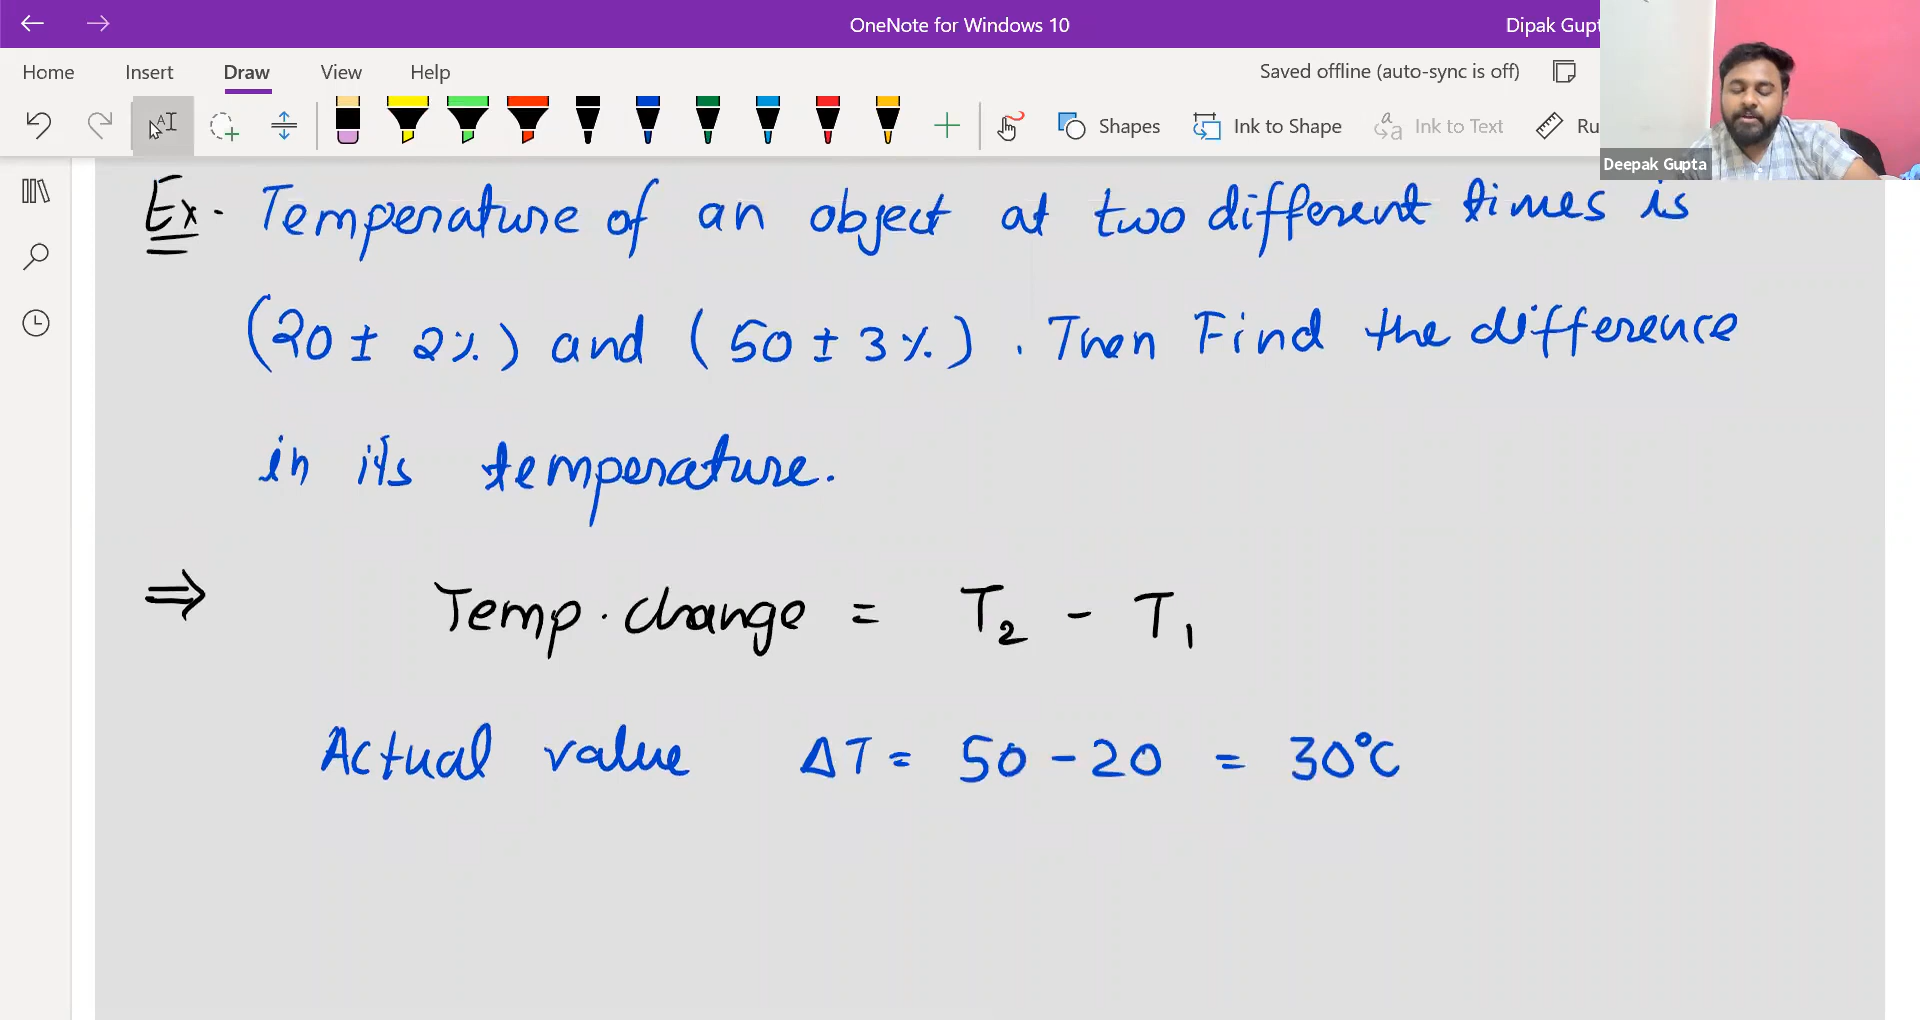 OneNote for Windows 10
Dipak Gupt
Home Insert Draw View Help
Saved offline (auto-sync is off)
Shapes Ink to Shape Ink to Text Ru
Deepak Gupta
Ex. Temperature of an object at two different times is
(20 ± 2%) and (50 ± 3%). Then Find the difference
in its temperature.
⇒ Temp. change = T₂ - T₁
Actual value ΔT = 50 - 20 = 30°C